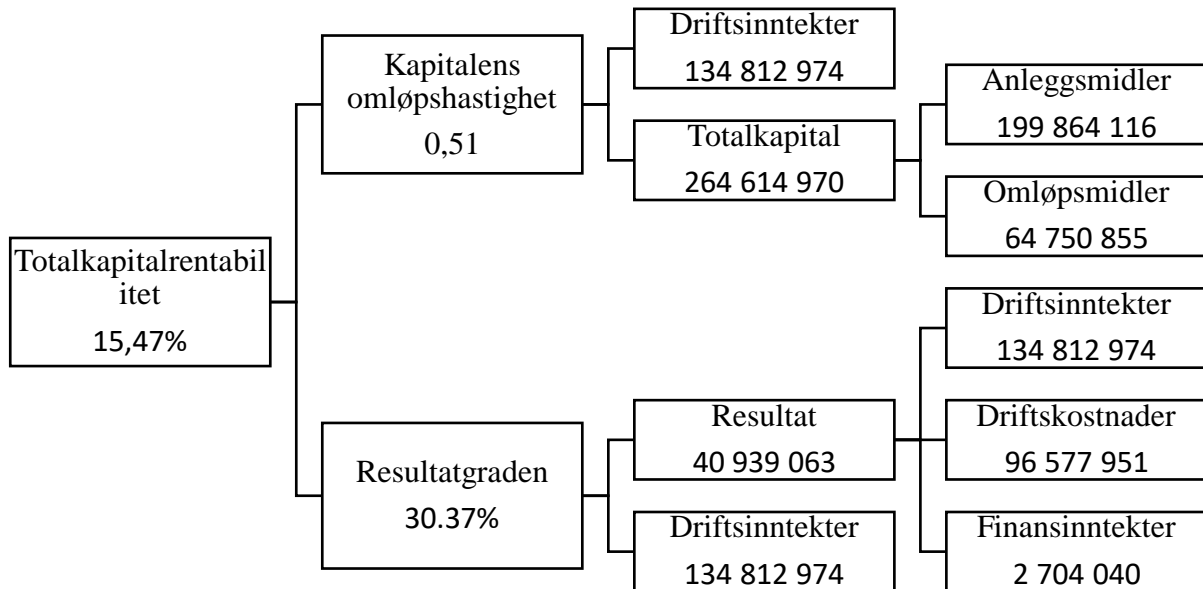 Totalkapitalrentabil
itet
15,47%
Kapitalens
omløpshastighet
0,51
Driftsinntekter
134 812 974
Totalkapital
264 614 970
Anleggsmidler
199 864 116
Omløpsmidler
64 750 855
Resultatgraden
30.37%
Resultat
40 939 063
Driftsinntekter
134 812 974
Driftskostnader
96 577 951
Finansinntekter
2 704 040
Driftsinntekter
134 812 974